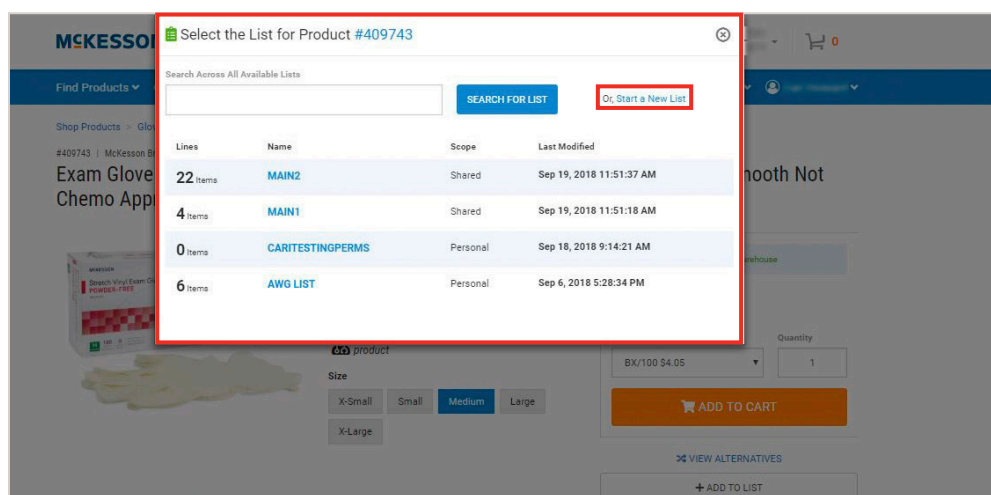 MCKESSO
Select the List for Product #409743
0
Find Products
Search Across All Available Lists
SEARCH FOR LIST
Or, Start a New List
Shop Products > Glo
#409743 | McKesson B
Exam Glove
mooth Not
Chemo App
Lines Name Scope Last Modified
22 Items MAIN2 Shared Sep 19, 2018 11:51:37 AM
4 Items MAIN1 Shared Sep 19, 2018 11:51:18 AM
0 Items CARITESTINGPERMS Personal Sep 18, 2018 9:14:21 AM
6 Items AWG LIST Personal Sep 6, 2018 5:28:34 PM
Stretch Vinyl Exam
POWDER-FREE
product
Quantity
BX/100 $4.05
1
Size
X-Small Small Medium Large
X-Large
ADD TO CART
VIEW ALTERNATIVES
+ ADD TO LIST